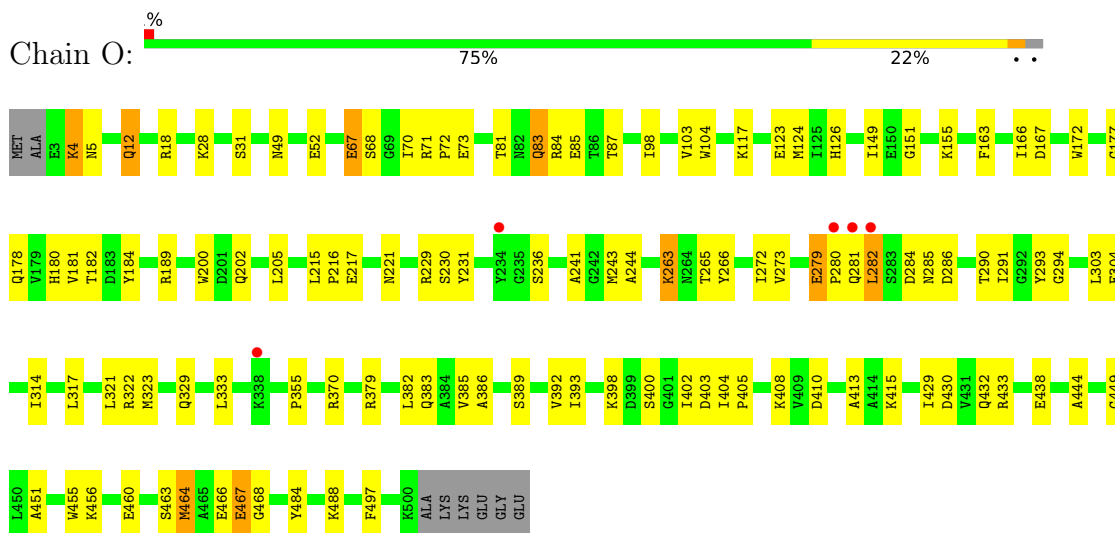 .%
Chain O:
75% 22% . .
MET ALA E3 K4 N5 Q12 R18 K28 S31 N49 E52 E67 S68 G69 I70 R71 P72 E73 T81 N82 Q83 R84 E85 T86 T87 I98 V103 W104 K117 E123 M124 I125 H126 I149 E150 G151 K155 F163 I166 D167 W172
Q178 V179 H180 V181 T182 D183 Y184 R189 W200 D201 Q202 L205 L215 P216 E217 N221 R229 S230 Y231 Y234 G235 S236 A241 G242 M243 A244 K263 N264 T265 Y266 I272 V273 E279 P280 Q281 L282 S283 D284 N285 D286 T290 I291 G292 Y293 G294 L303
I314 L317 L321 R322 M323 Q329 L333 K338 P355 R370 R379 L382 Q383 A384 V385 A386 S389 V392 I393 K398 D399 S400 G401 I402 D403 I404 P405 K408 V409 D410 A413 A414 K415 I429 D430 V431 Q432 R433 E438 A444
L450 A451 W455 K456 E460 S463 M464 A465 E466 E467 G468 Y484 K488 F497 K500 ALA LYS LYS GLU GLY GLU